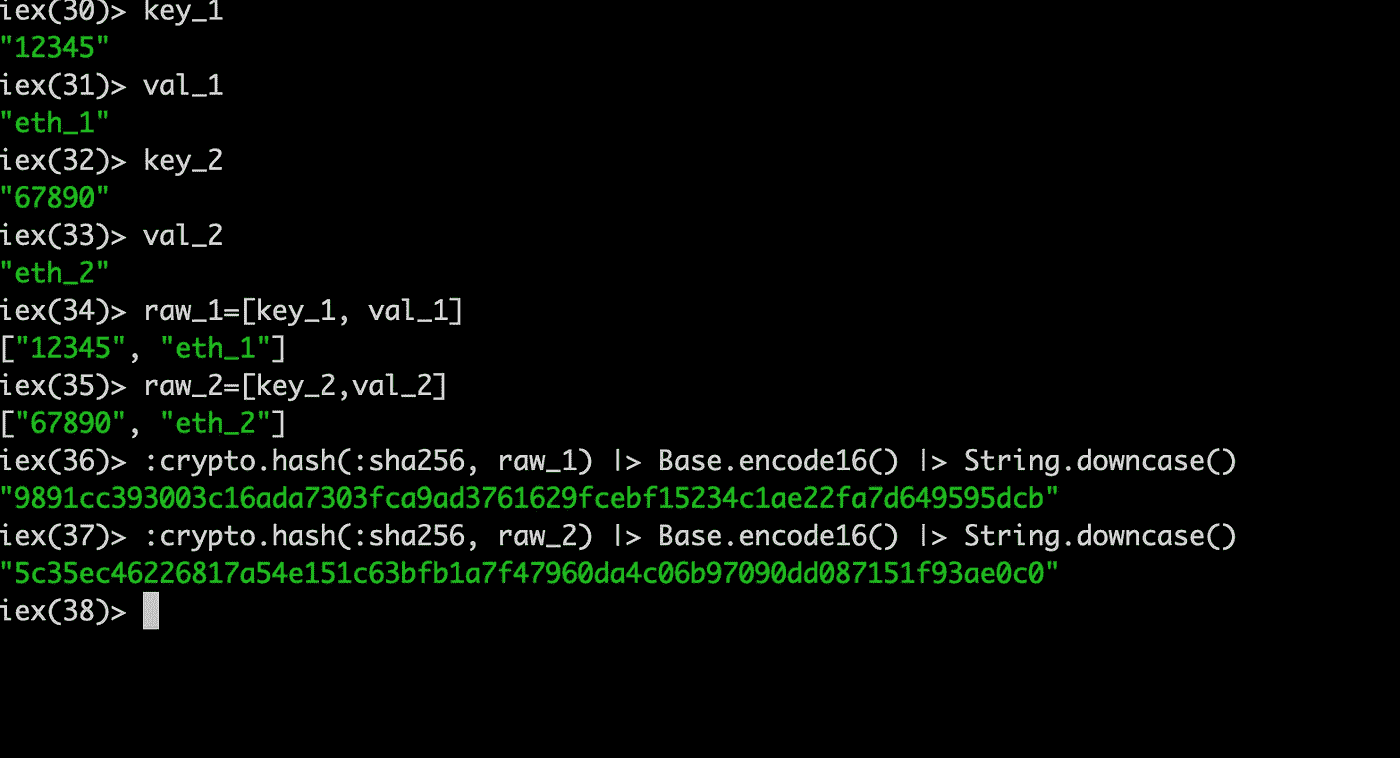 iex(30)> key_1
"12345"
iex(31)> val_1
"eth_1"
iex(32)> key_2
"67890"
iex(33)> val_2
"eth_2"
iex(34)> raw_1=[key_1, val_1]
["12345", "eth_1"]
iex(35)> raw_2=[key_2,val_2]
["67890", "eth_2"]
iex(36)> :crypto.hash(:sha256, raw_1) |> Base.encode16() |> String.downcase()
"9891cc393003c16ada7303fca9ad3761629fcebf15234c1ae22fa7d649595dcb"
iex(37)> :crypto.hash(:sha256, raw_2) |> Base.encode16() |> String.downcase()
"5c35ec46226817a54e151c63bfb1a7f47960da4c06b97090dd087151f93ae0c0"
iex(38)>